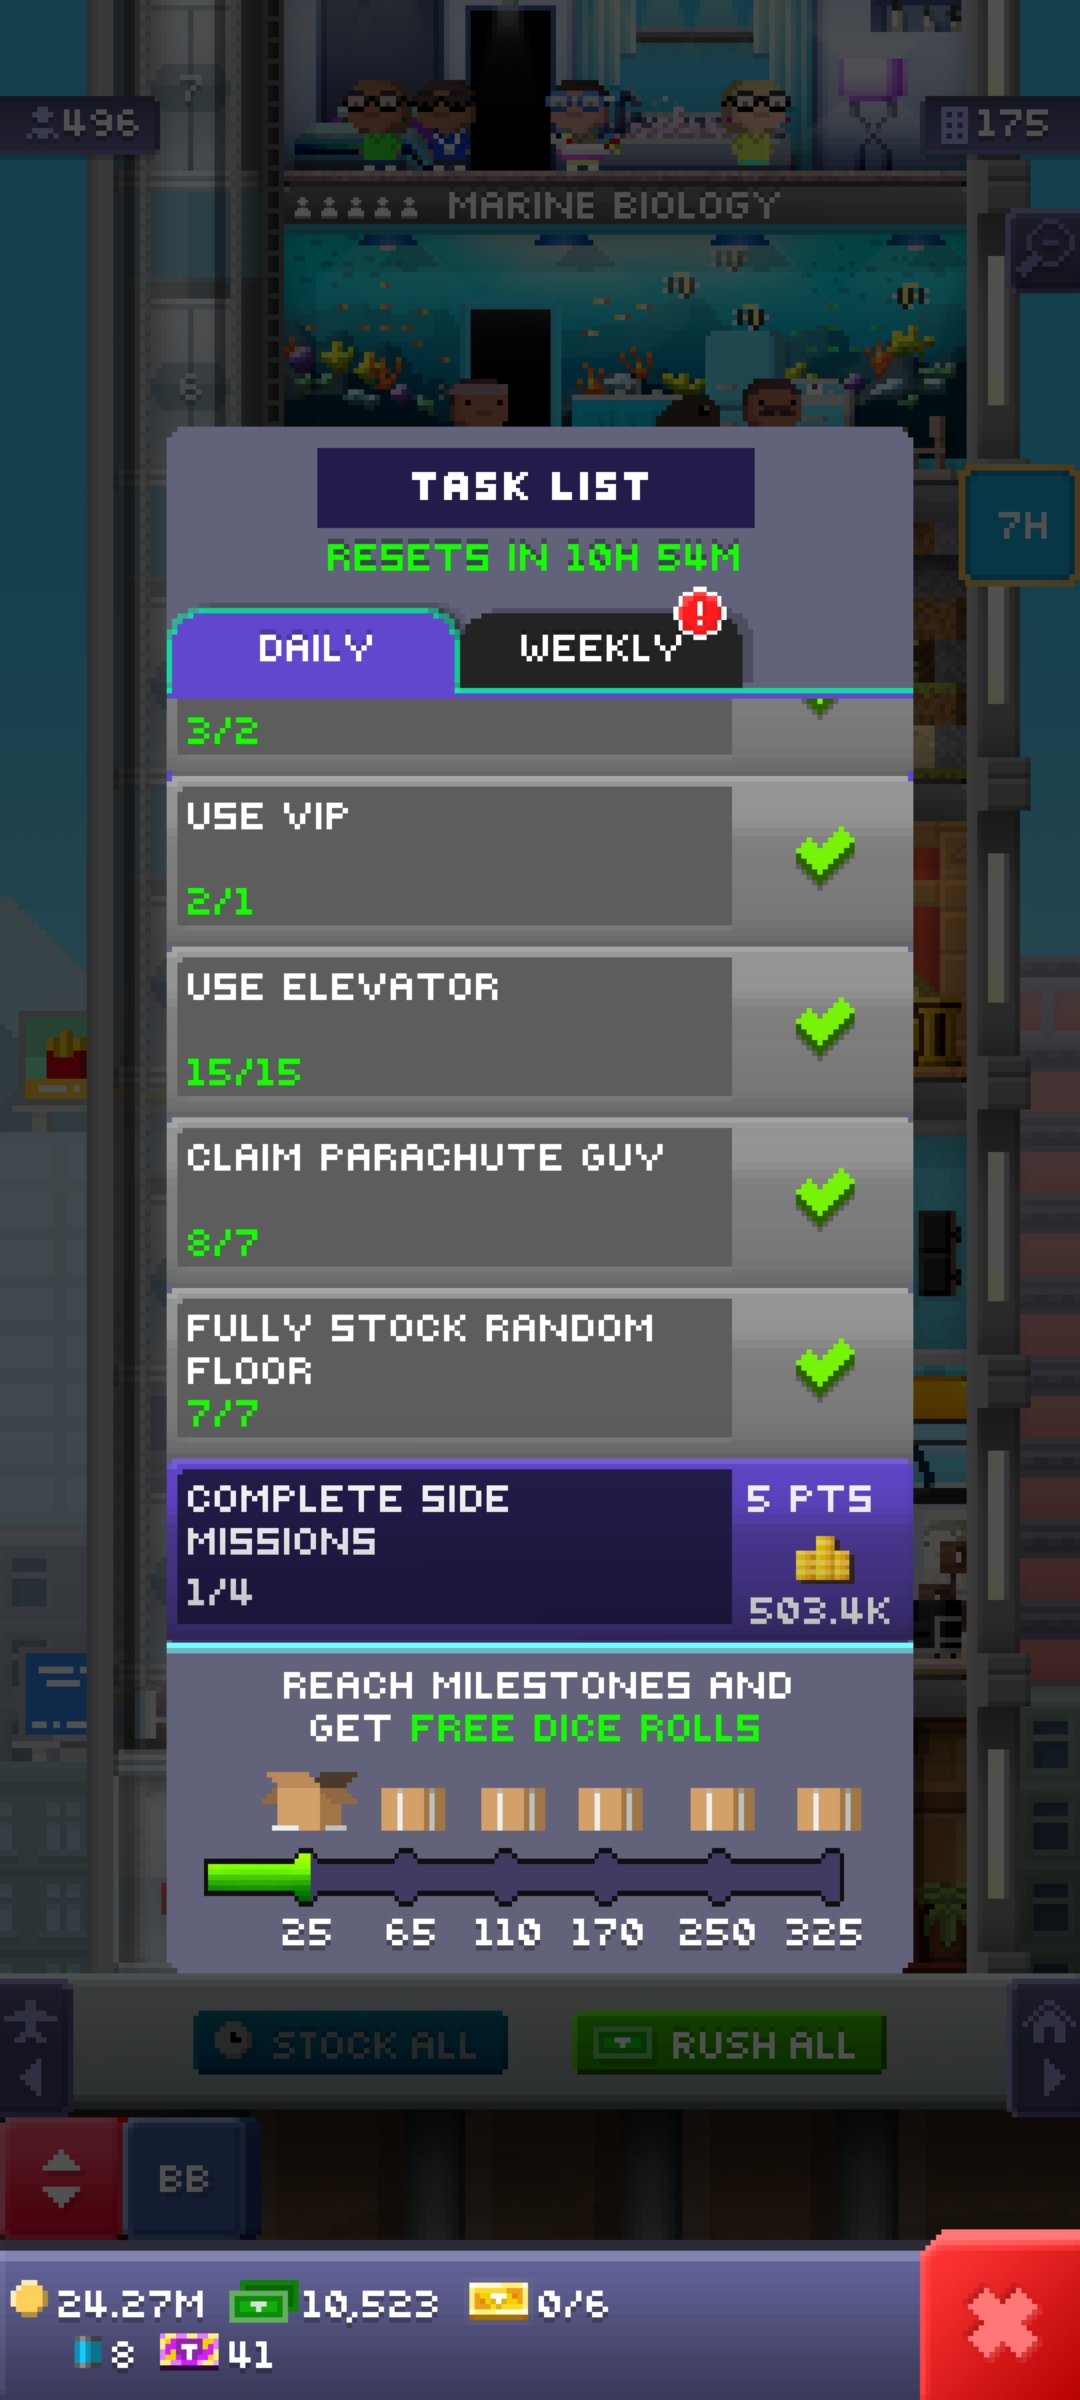 7
496
175
MARINE BIOLOGY
6
TASK LIST
7H
RESETS IN 10H 54M
DAILY
WEEKLY
!
3/2
USE VIP
2/1
USE ELEVATOR
15/15
CLAIM PARACHUTE GUY
8/7
FULLY STOCK RANDOM
FLOOR
7/7
COMPLETE SIDE
MISSIONS
1/4
5 PTS
503.4K
REACH MILESTONES AND
GET FREE DICE ROLLS
25 65 110 170 250 325
STOCK ALL
RUSH ALL
BB
24.27M 10,523 0/6
8 41